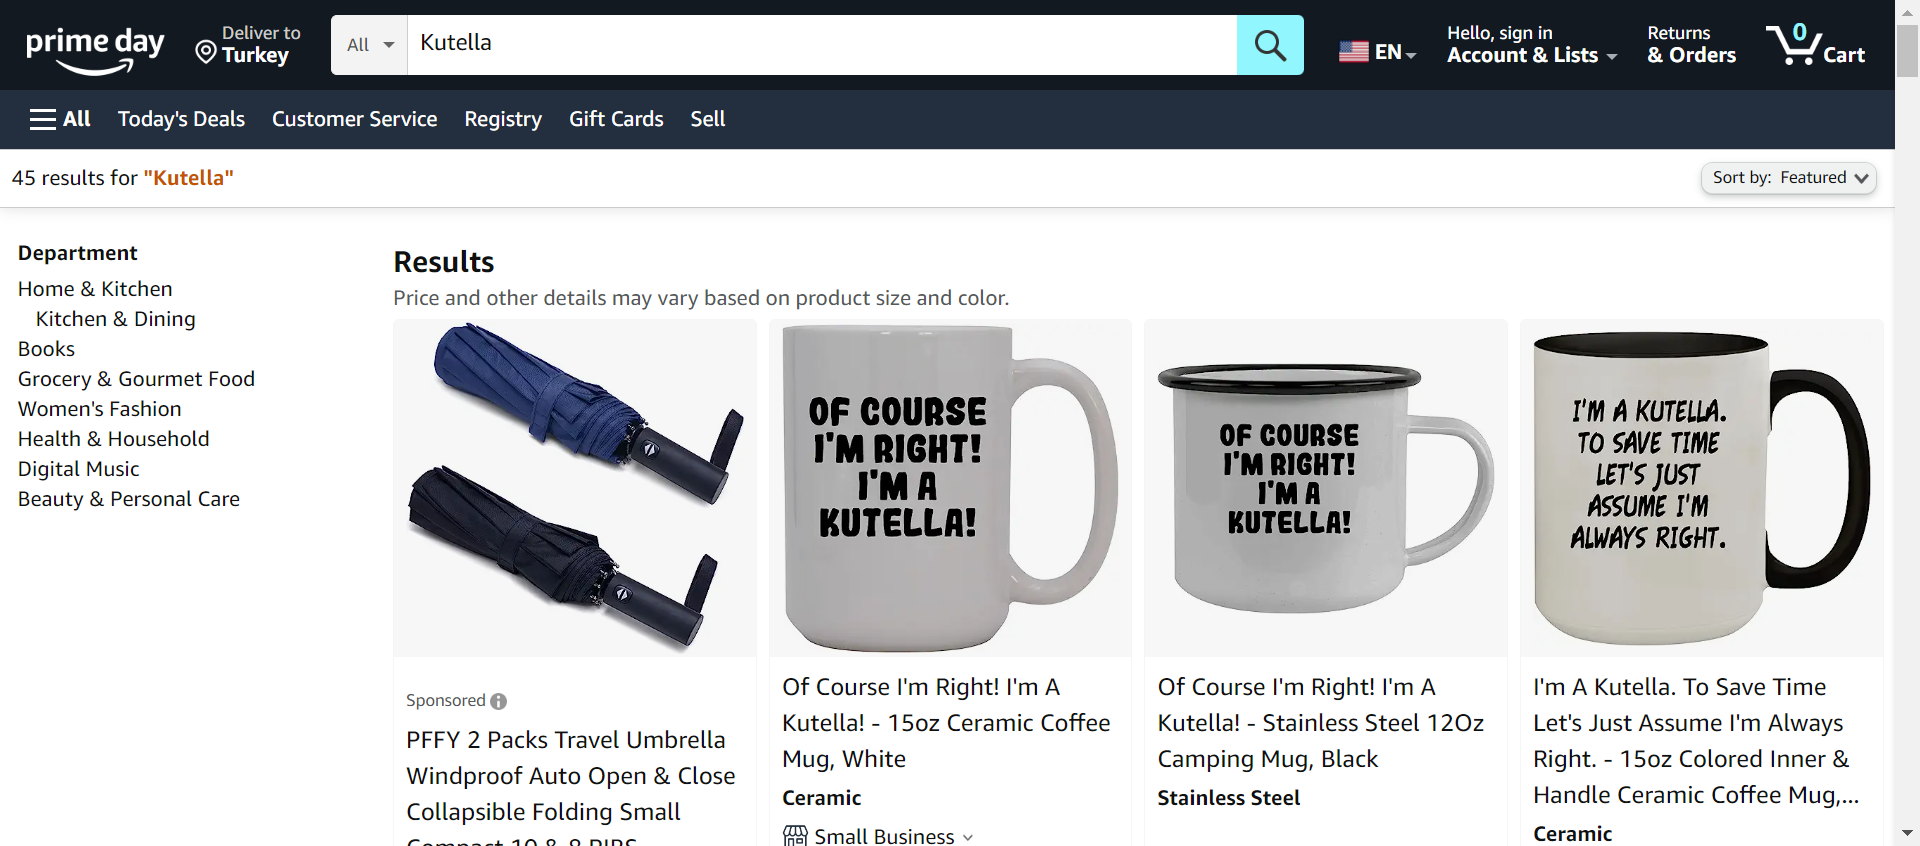 prime day
Deliver to
Turkey
All
Kutella
EN
Hello, sign in
Account & Lists
Returns
& Orders
0
Cart
All
Today's Deals
Customer Service
Registry
Gift Cards
Sell
45 results for "Kutella"
Sort by: Featured
Department
Home & Kitchen
Kitchen & Dining
Books
Grocery & Gourmet Food
Women's Fashion
Health & Household
Digital Music
Beauty & Personal Care
Results
Price and other details may vary based on product size and color.
OF COURSE
I'M RIGHT!
I'M A
KUTELLA!
OF COURSE
I'M RIGHT!
I'M A
KUTELLA!
I'M A KUTELLA.
TO SAVE TIME
LET'S JUST
ASSUME I'M
ALWAYS RIGHT.
Sponsored
PFFY 2 Packs Travel Umbrella
Windproof Auto Open & Close
Collapsible Folding Small
Compact 10 & 8 RIBS
Of Course I'm Right! I'm A
Kutella! - 15oz Ceramic Coffee
Mug, White
Ceramic
Small Business
Of Course I'm Right! I'm A
Kutella! - Stainless Steel 12Oz
Camping Mug, Black
Stainless Steel
I'm A Kutella. To Save Time
Let's Just Assume I'm Always
Right. - 15oz Colored Inner &
Handle Ceramic Coffee Mug,...
Ceramic